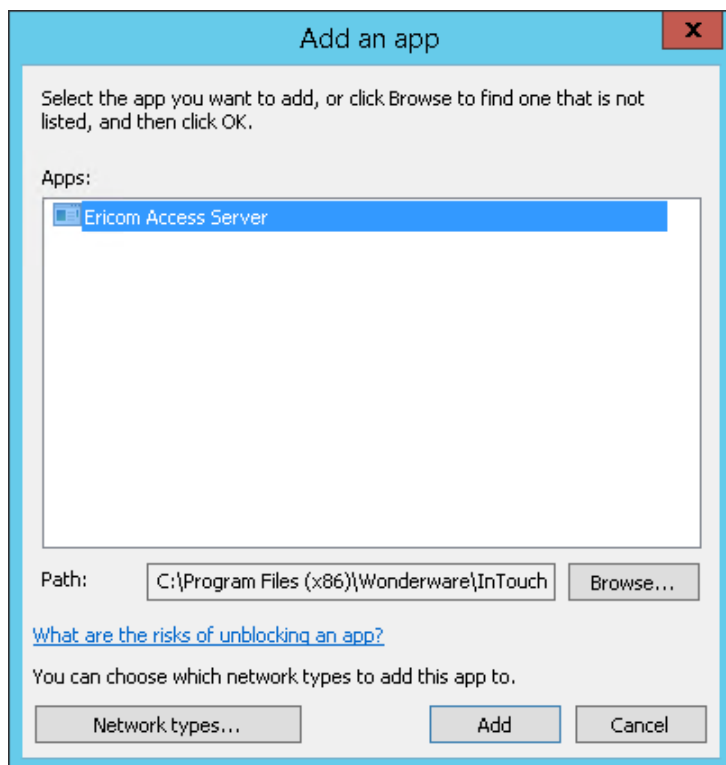 Add an app
x
Select the app you want to add, or click Browse to find one that is not
listed, and then click OK.
Apps:
Ericom Access Server
Path: C:\Program Files (x86)\Wonderware\InTouch Browse...
What are the risks of unblocking an app?
You can choose which network types to add this app to.
Network types... Add Cancel